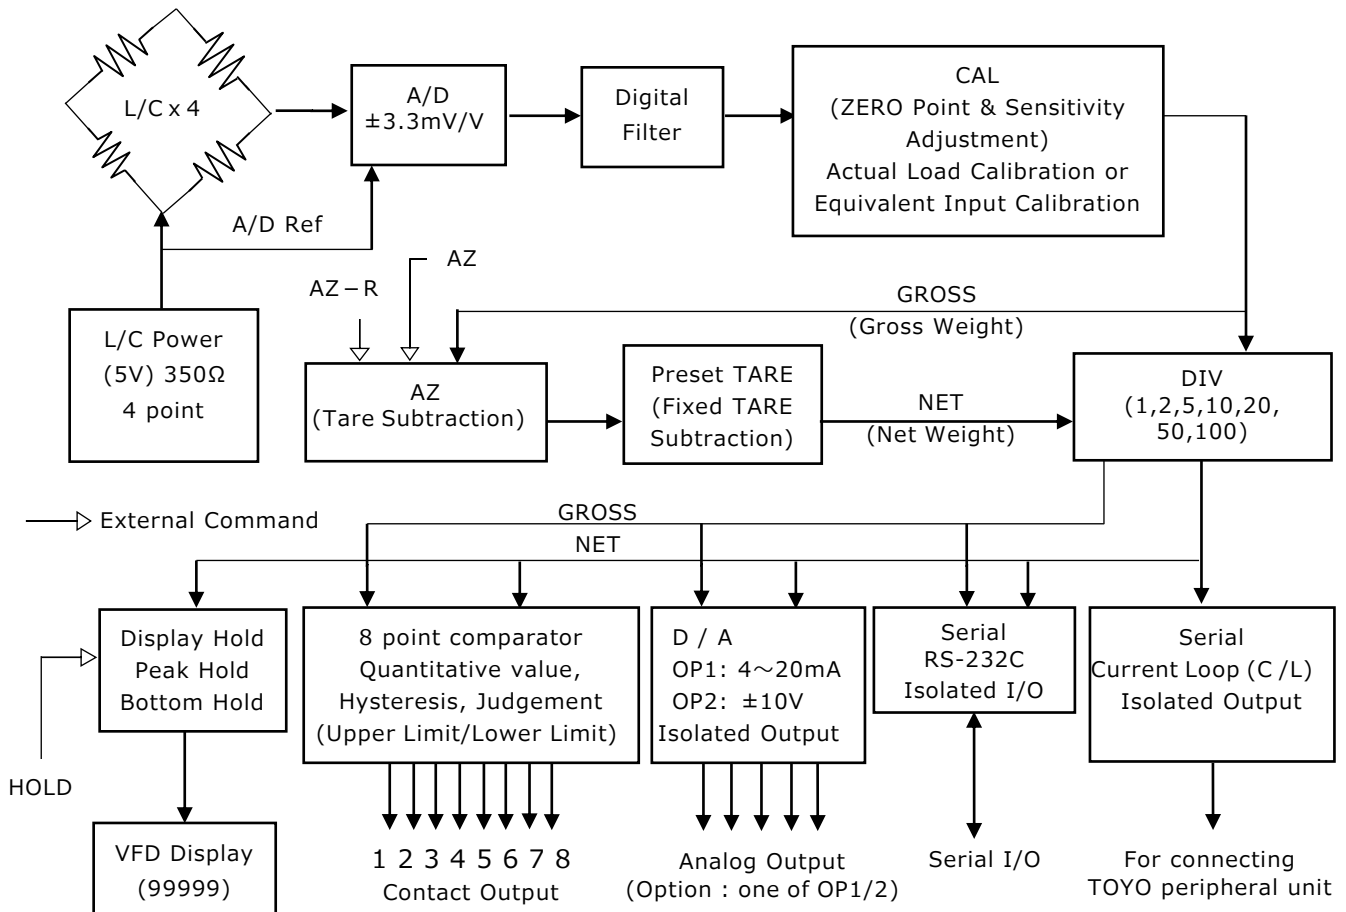 L/C x 4
A/D
±3.3mV/V
Digital
Filter
CAL
(ZERO Point & Sensitivity
Adjustment)
Actual Load Calibration or
Equivalent Input Calibration
A/D Ref
AZ
AZ－R
GROSS
(Gross Weight)
L/C Power
(5V) 350Ω
4 point
AZ
(Tare Subtraction)
Preset TARE
(Fixed TARE
Subtraction)
NET
(Net Weight)
DIV
(1,2,5,10,20,
50,100)
External Command
GROSS
NET
Display Hold
Peak Hold
Bottom Hold
8 point comparator
Quantitative value,
Hysteresis, Judgement
(Upper Limit/Lower Limit)
D / A
OP1: 4～20mA
OP2: ±10V
Isolated Output
Serial
RS-232C
Isolated I/O
Serial
Current Loop (C /L)
Isolated Output
HOLD
VFD Display
(99999)
1 2 3 4 5 6 7 8
Contact Output
Analog Output
(Option : one of OP1/2)
Serial I/O
For connecting
TOYO peripheral unit